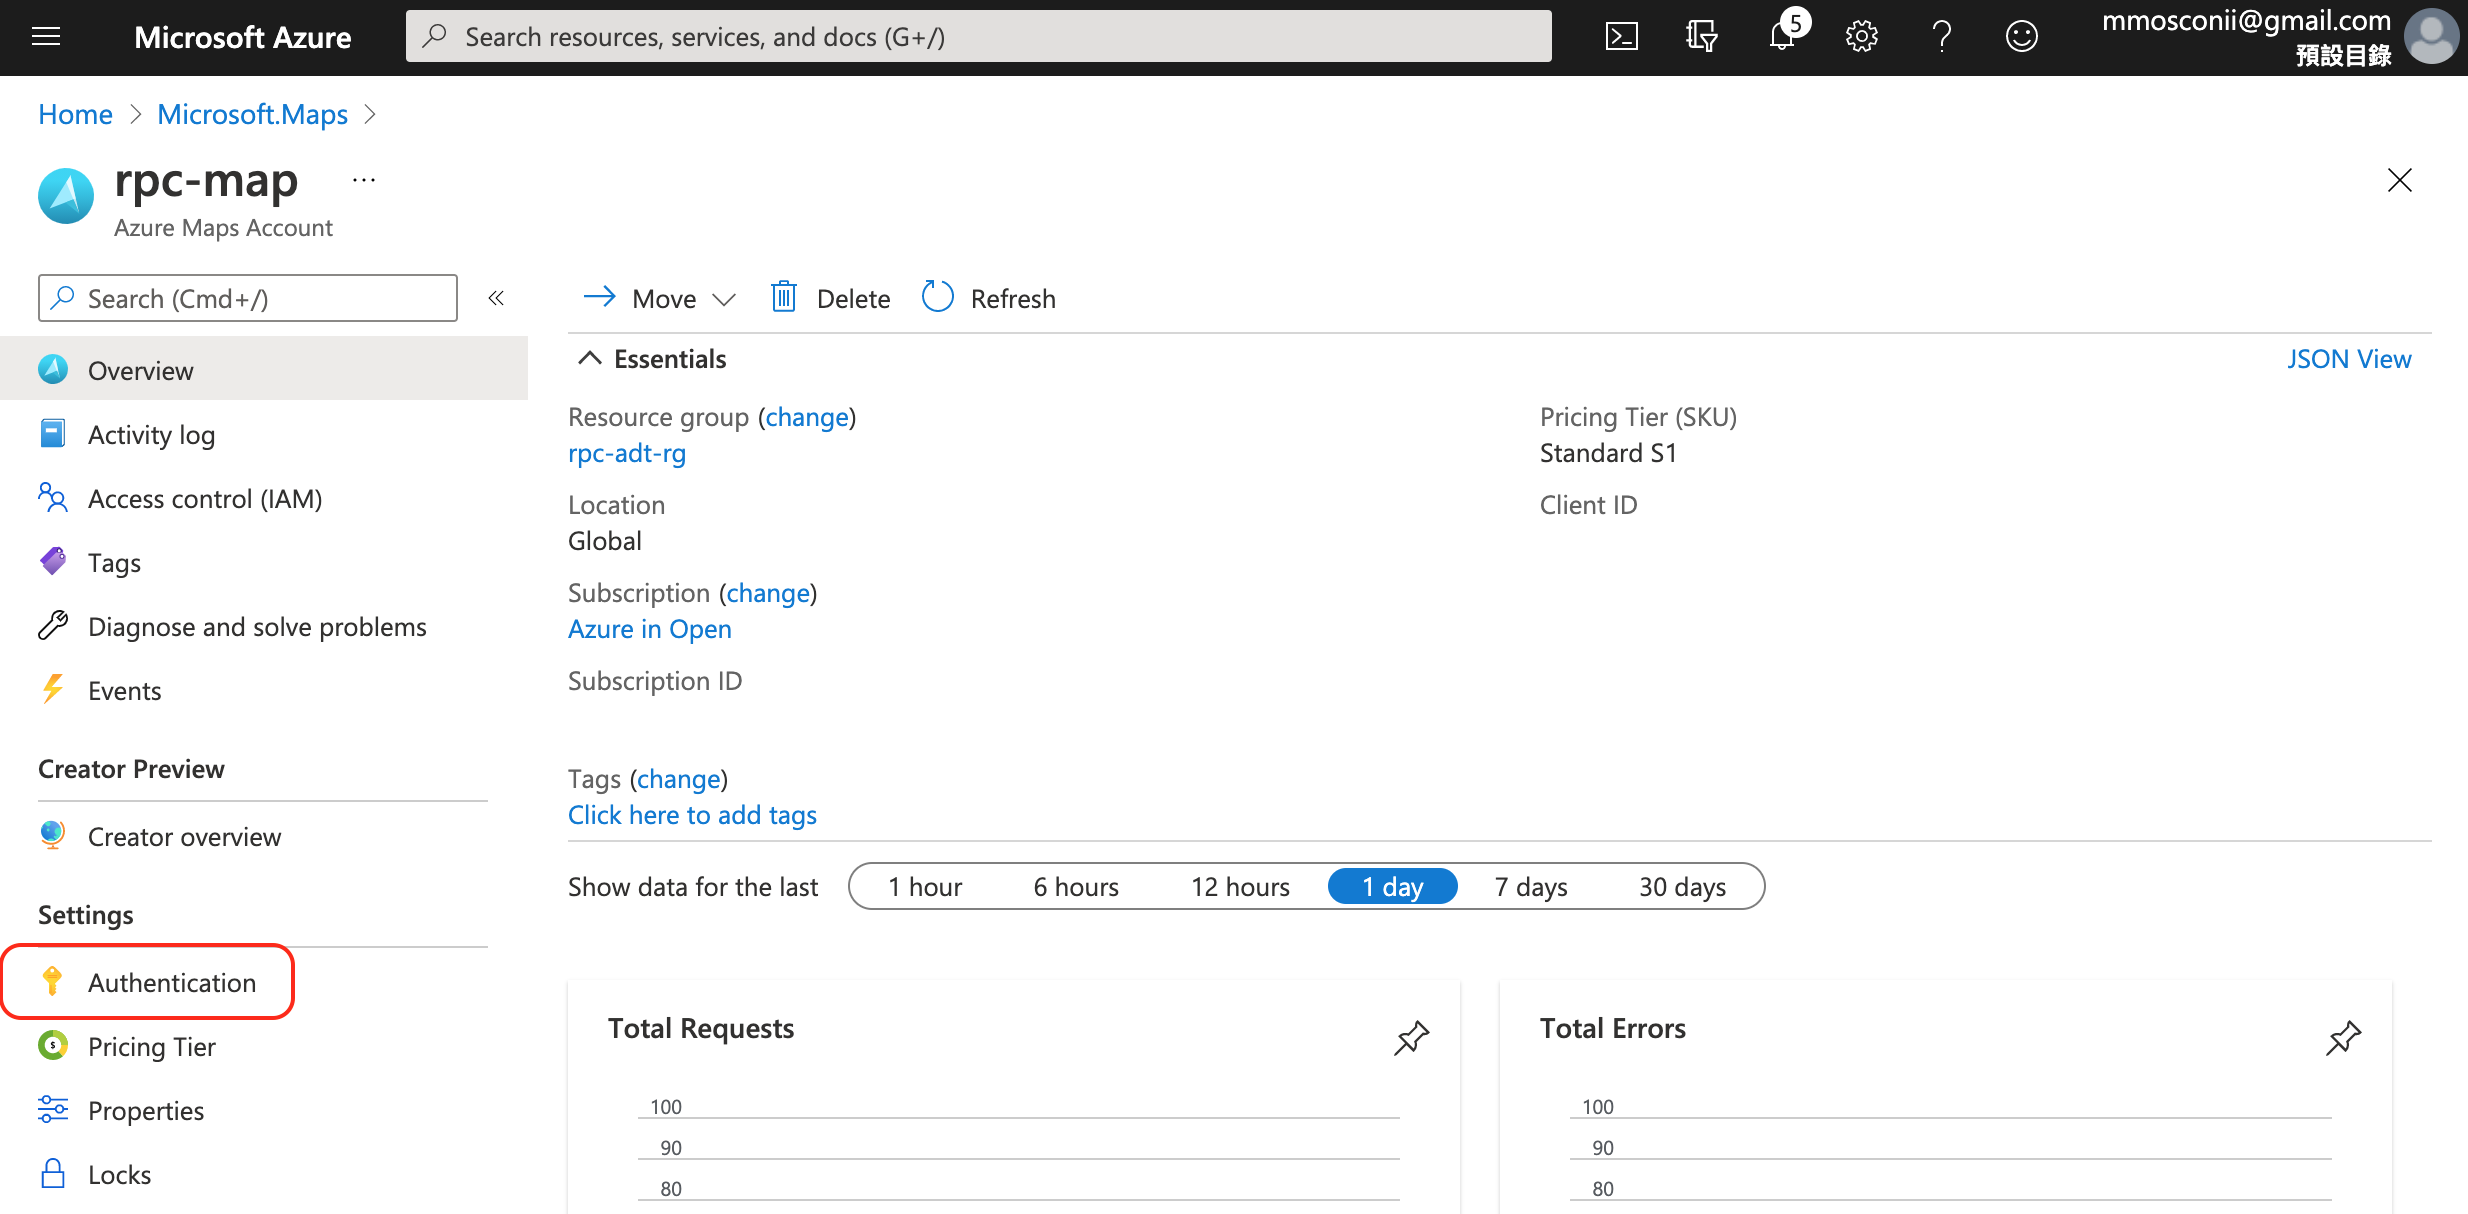 Microsoft Azure
Search resources, services, and docs (G+/)
5
mmosconii@gmail.com
預設目錄
Home
Microsoft.Maps
rpc-map
...
Azure Maps Account
Search (Cmd+/)
«
Overview
Activity log
Access control (IAM)
Tags
Diagnose and solve problems
Events
Creator Preview
Creator overview
Settings
Authentication
Pricing Tier
Properties
Locks
Move
Delete
Refresh
Essentials
JSON View
Resource group (change)
rpc-adt-rg
Location
Global
Subscription (change)
Azure in Open
Subscription ID
Pricing Tier (SKU)
Standard S1
Client ID
Tags (change)
Click here to add tags
Show data for the last
1 hour
6 hours
12 hours
1 day
7 days
30 days
Total Requests
100
90
80
Total Errors
100
90
80